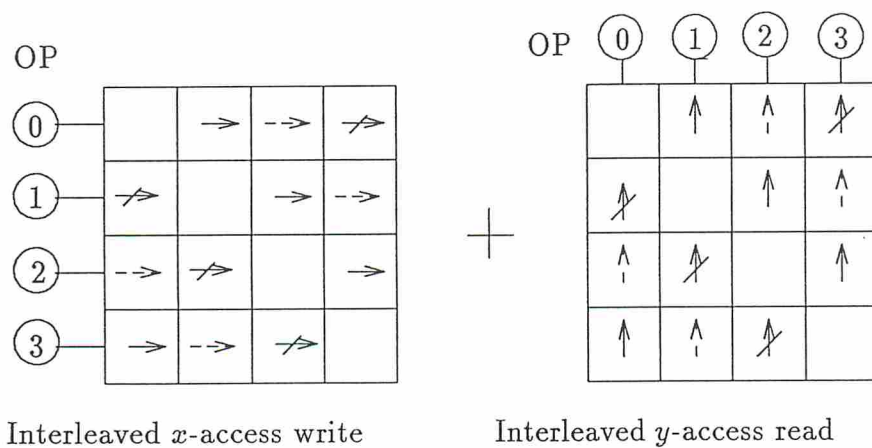 OP 0 1 2 3
OP
0
1
2
3
Interleaved x-access write
Interleaved y-access read